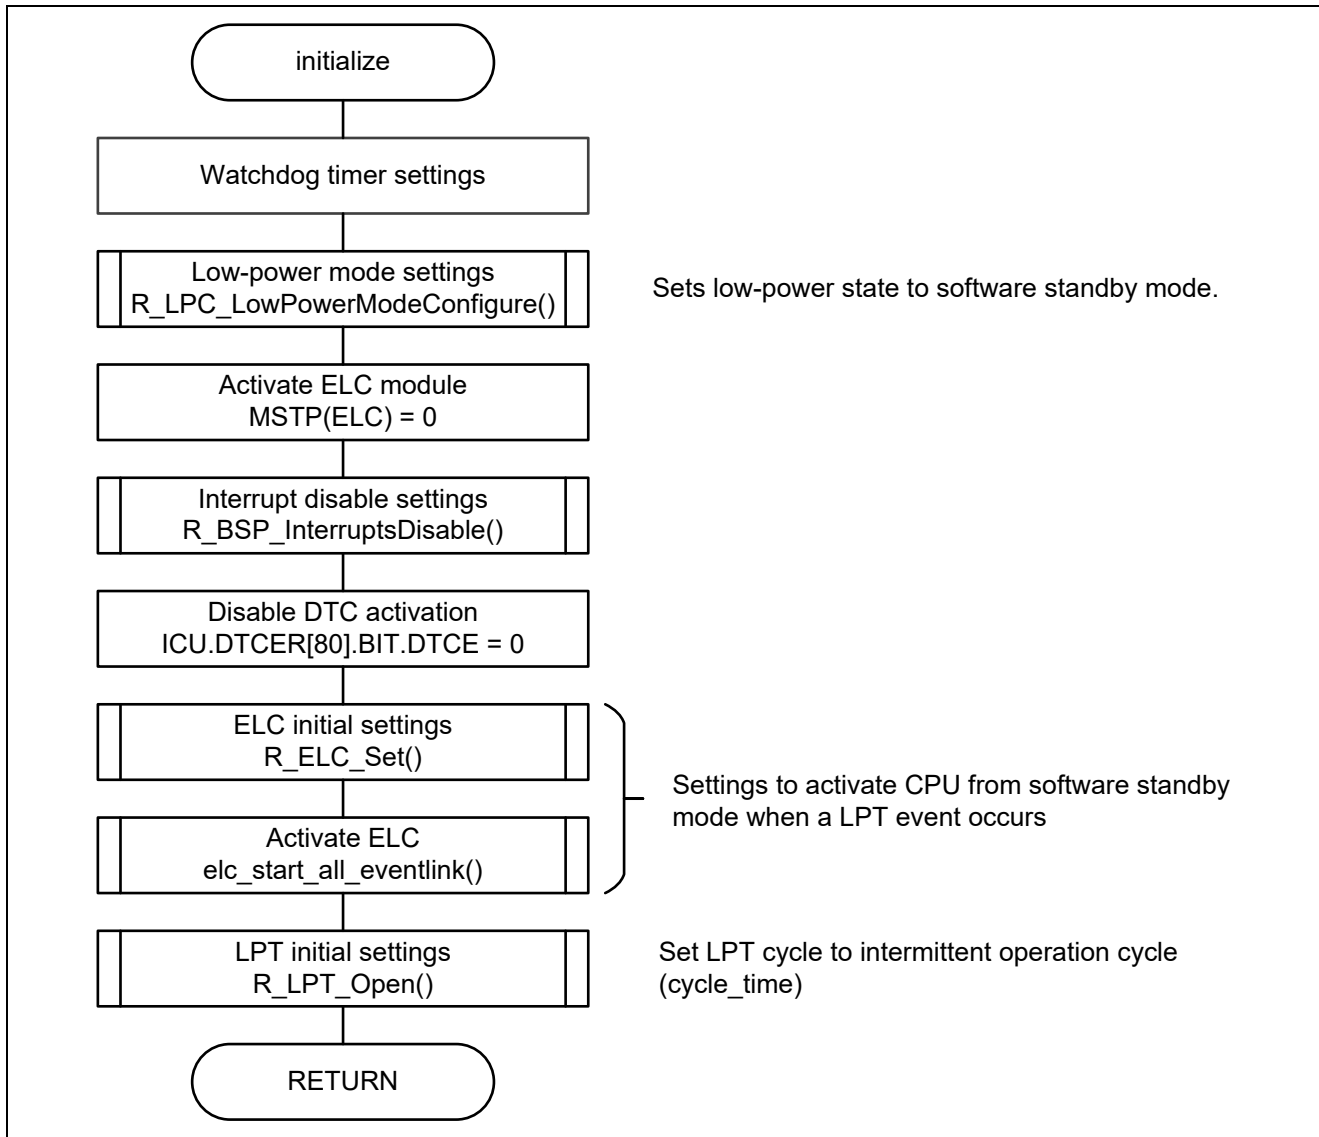 initialize
Watchdog timer settings
Low-power mode settings
R_LPC_LowPowerModeConfigure()
Sets low-power state to software standby mode.
Activate ELC module
MSTP(ELC) = 0
Interrupt disable settings
R_BSP_InterruptsDisable()
Disable DTC activation
ICU.DTCER[80].BIT.DTCE = 0
ELC initial settings
R_ELC_Set()
Activate ELC
elc_start_all_eventlink()
Settings to activate CPU from software standby
mode when a LPT event occurs
LPT initial settings
R_LPT_Open()
Set LPT cycle to intermittent operation cycle
(cycle_time)
RETURN